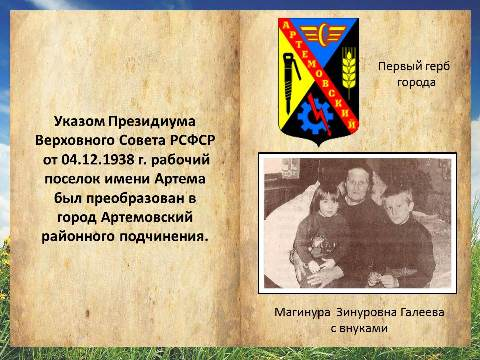 Указом Президиума
Верховного Совета РСФСР
от 04.12.1938 г. рабочий
поселок имени Артема
был преобразован в
город Артемовский
районного подчинения.
АРТЕМОВСКИЙ
Первый герб
города
Магинура Зинуровна Галеева
с внуками